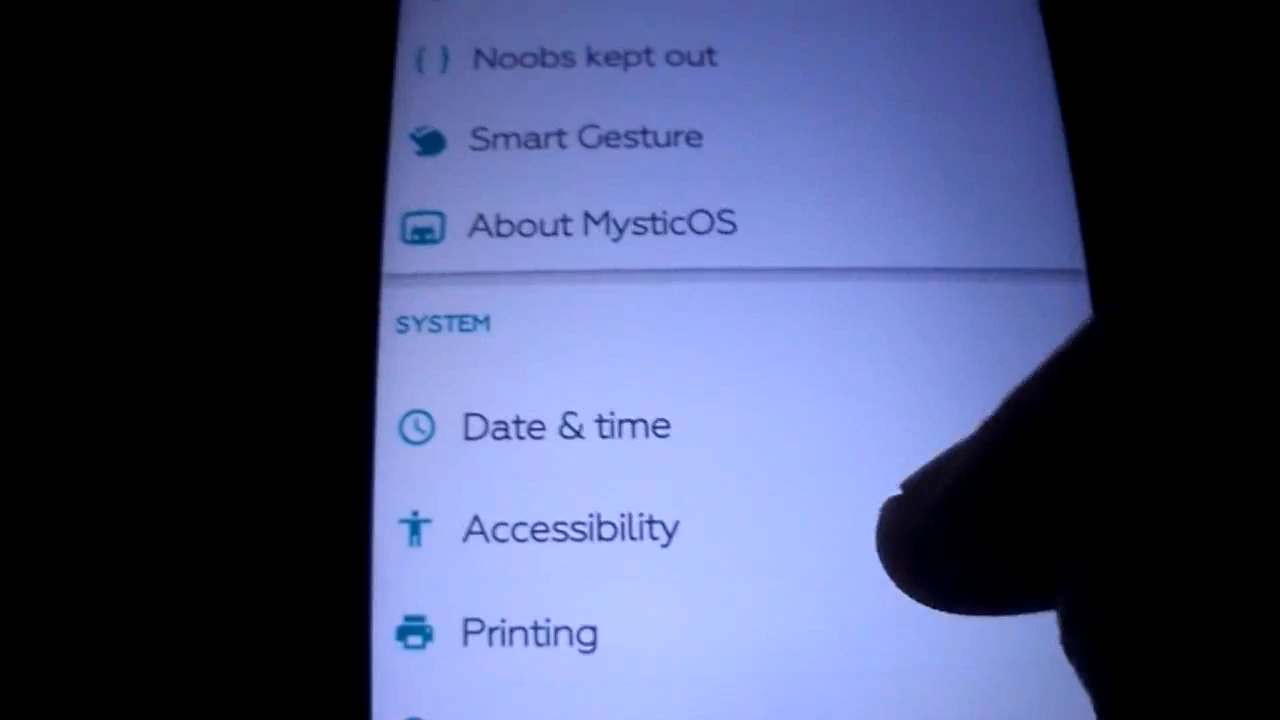 { } Noobs kept out
Smart Gesture
About MysticOS
SYSTEM
Date & time
Accessibility
Printing